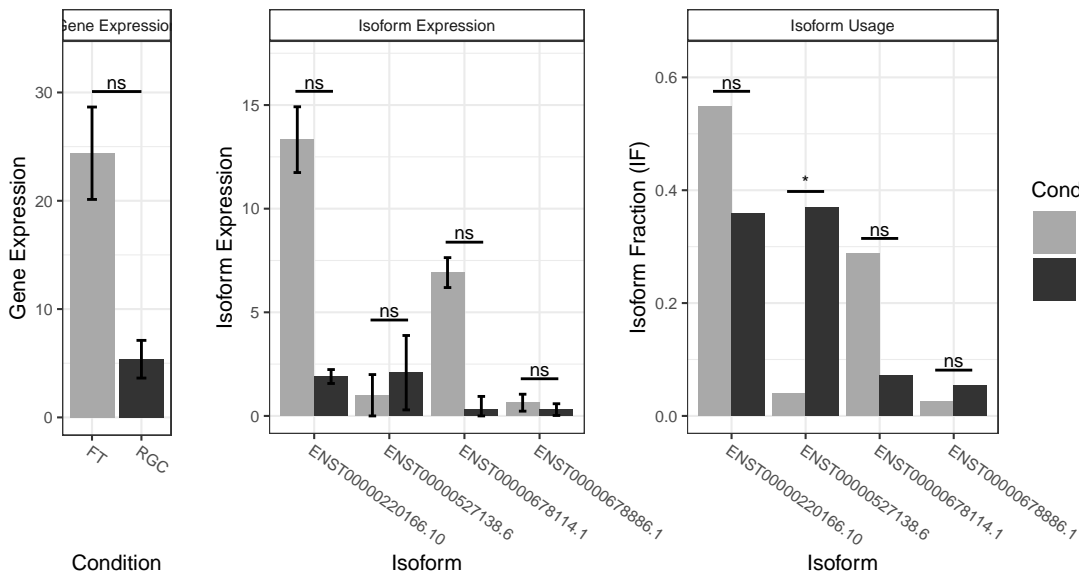 Gene Expression
Gene Expression
30
20
10
0
ns
FT
RGC
Condition
Isoform Expression
Isoform Expression
15
10
5
0
ns
ns
ns
ns
ENST00000220166.10
ENST00000527138.6
ENST00000678114.1
ENST00000678886.1
Isoform
Isoform Usage
Isoform Fraction (IF)
0.6
0.4
0.2
0.0
ns
*
ns
ns
ENST00000220166.10
ENST00000527138.6
ENST00000678114.1
ENST00000678886.1
Isoform
Cond